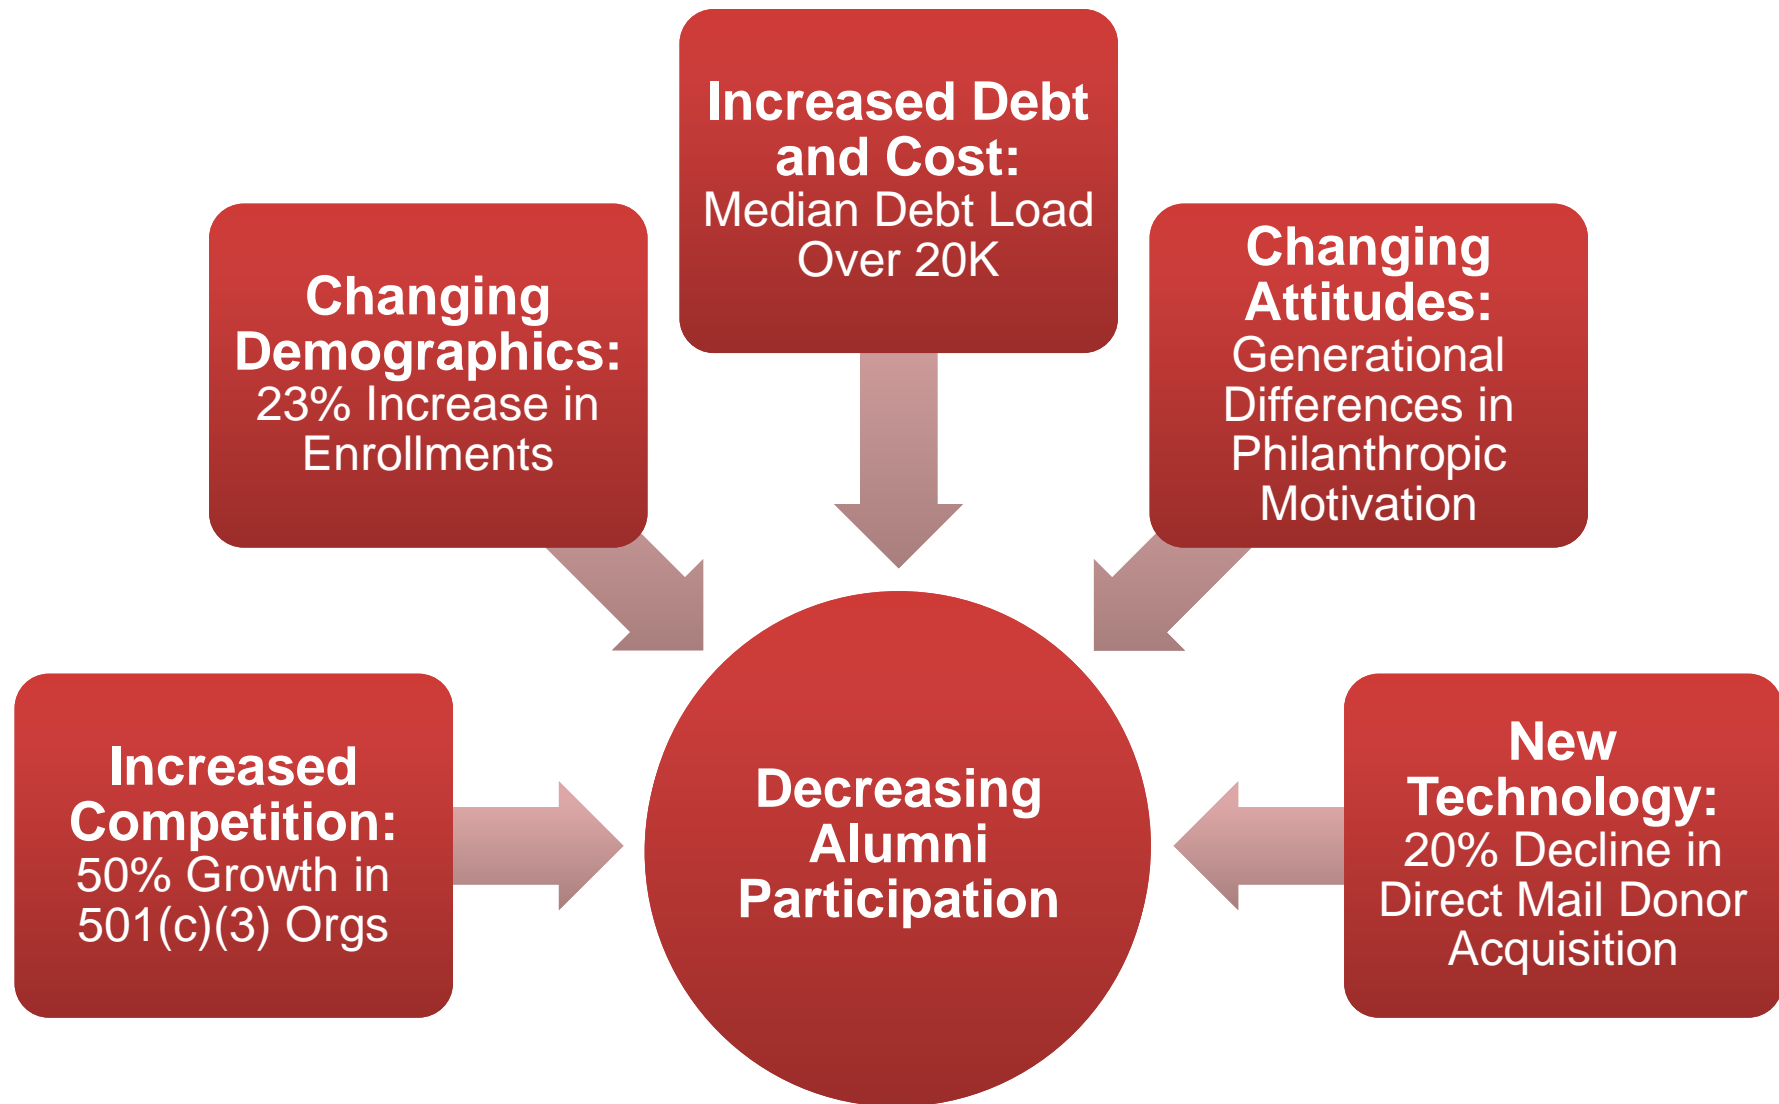 Increased Debt
and Cost:
Median Debt Load
Over 20K
Changing
Demographics:
23% Increase in
Enrollments
Changing
Attitudes:
Generational
Differences in
Philanthropic
Motivation
Increased
Competition:
50% Growth in
501(c)(3) Orgs
Decreasing
Alumni
Participation
New
Technology:
20% Decline in
Direct Mail Donor
Acquisition